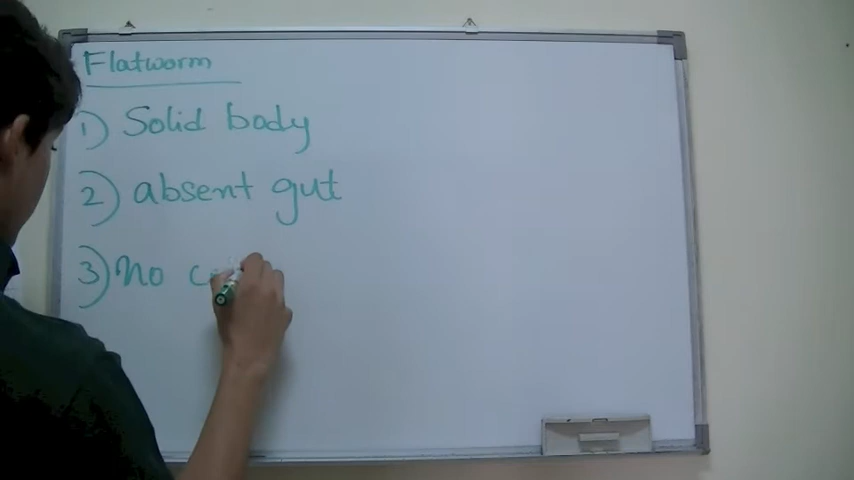 Flatworm
1) Solid body
2) absent gut
3) No